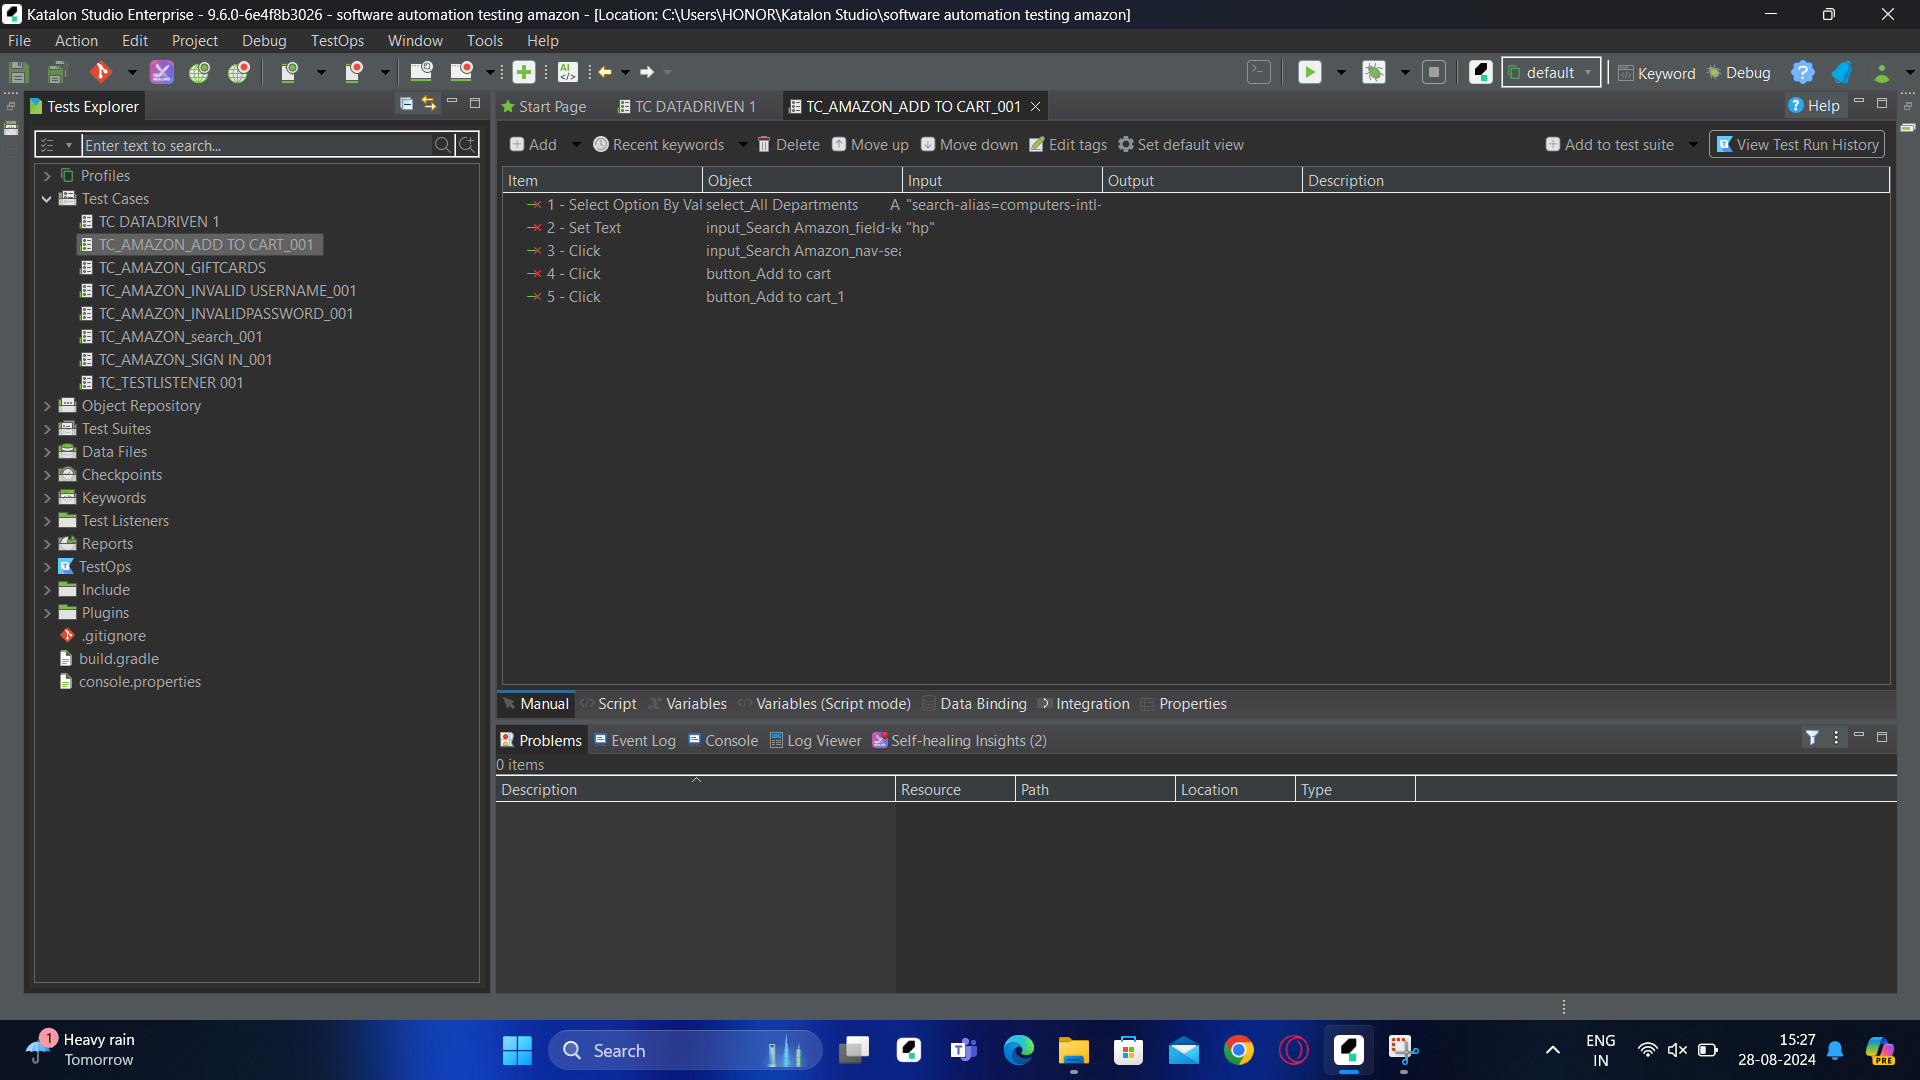 Katalon Studio Enterprise - 9.6.0-6e4f8b3026 - software automation testing amazon - [Location: C:\Users\HONOR\Katalon Studio\software automation testing amazon]
File Action Edit Project Debug TestOps Window Tools Help
default Keyword Debug
Tests Explorer
Start Page TC DATADRIVEN 1 TC_AMAZON_ADD TO CART_001 Help
Enter text to search...
Add Recent keywords Delete Move up Move down Edit tags Set default view Add to test suite View Test Run History
Profiles
Test Cases
TC DATADRIVEN 1
TC_AMAZON_ADD TO CART_001
TC_AMAZON_GIFTCARDS
TC_AMAZON_INVALID USERNAME_001
TC_AMAZON_INVALIDPASSWORD_001
TC_AMAZON_search_001
TC_AMAZON_SIGN IN_001
TC_TESTLISTENER 001
Object Repository
Test Suites
Data Files
Checkpoints
Keywords
Test Listeners
Reports
TestOps
Include
Plugins
.gitignore
build.gradle
console.properties
Item Object Input Output Description
1 - Select Option By Val select_All Departments A "search-alias=computers-intl-
2 - Set Text input_Search Amazon_field-ke "hp"
3 - Click input_Search Amazon_nav-sea
4 - Click button_Add to cart
5 - Click button_Add to cart_1
Manual Script Variables Variables (Script mode) Data Binding Integration Properties
Problems Event Log Console Log Viewer Self-healing Insights (2)
0 items
Description Resource Path Location Type
1
Heavy rain
Tomorrow
Search
ENG
IN
15:27
28-08-2024
PRE